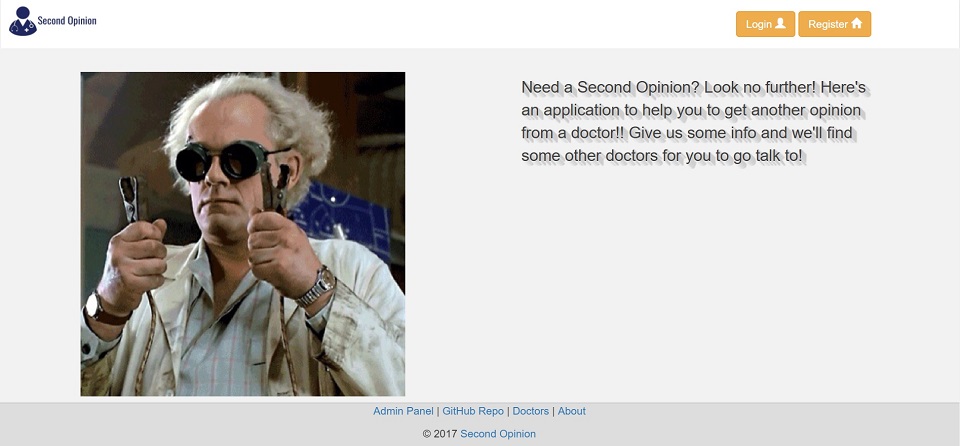 Second Opinion
Login
Register
Need a Second Opinion? Look no further! Here's
an application to help you to get another opinion
from a doctor!! Give us some info and we'll find
some other doctors for you to go talk to!
Admin Panel | GitHub Repo | Doctors | About
© 2017 Second Opinion